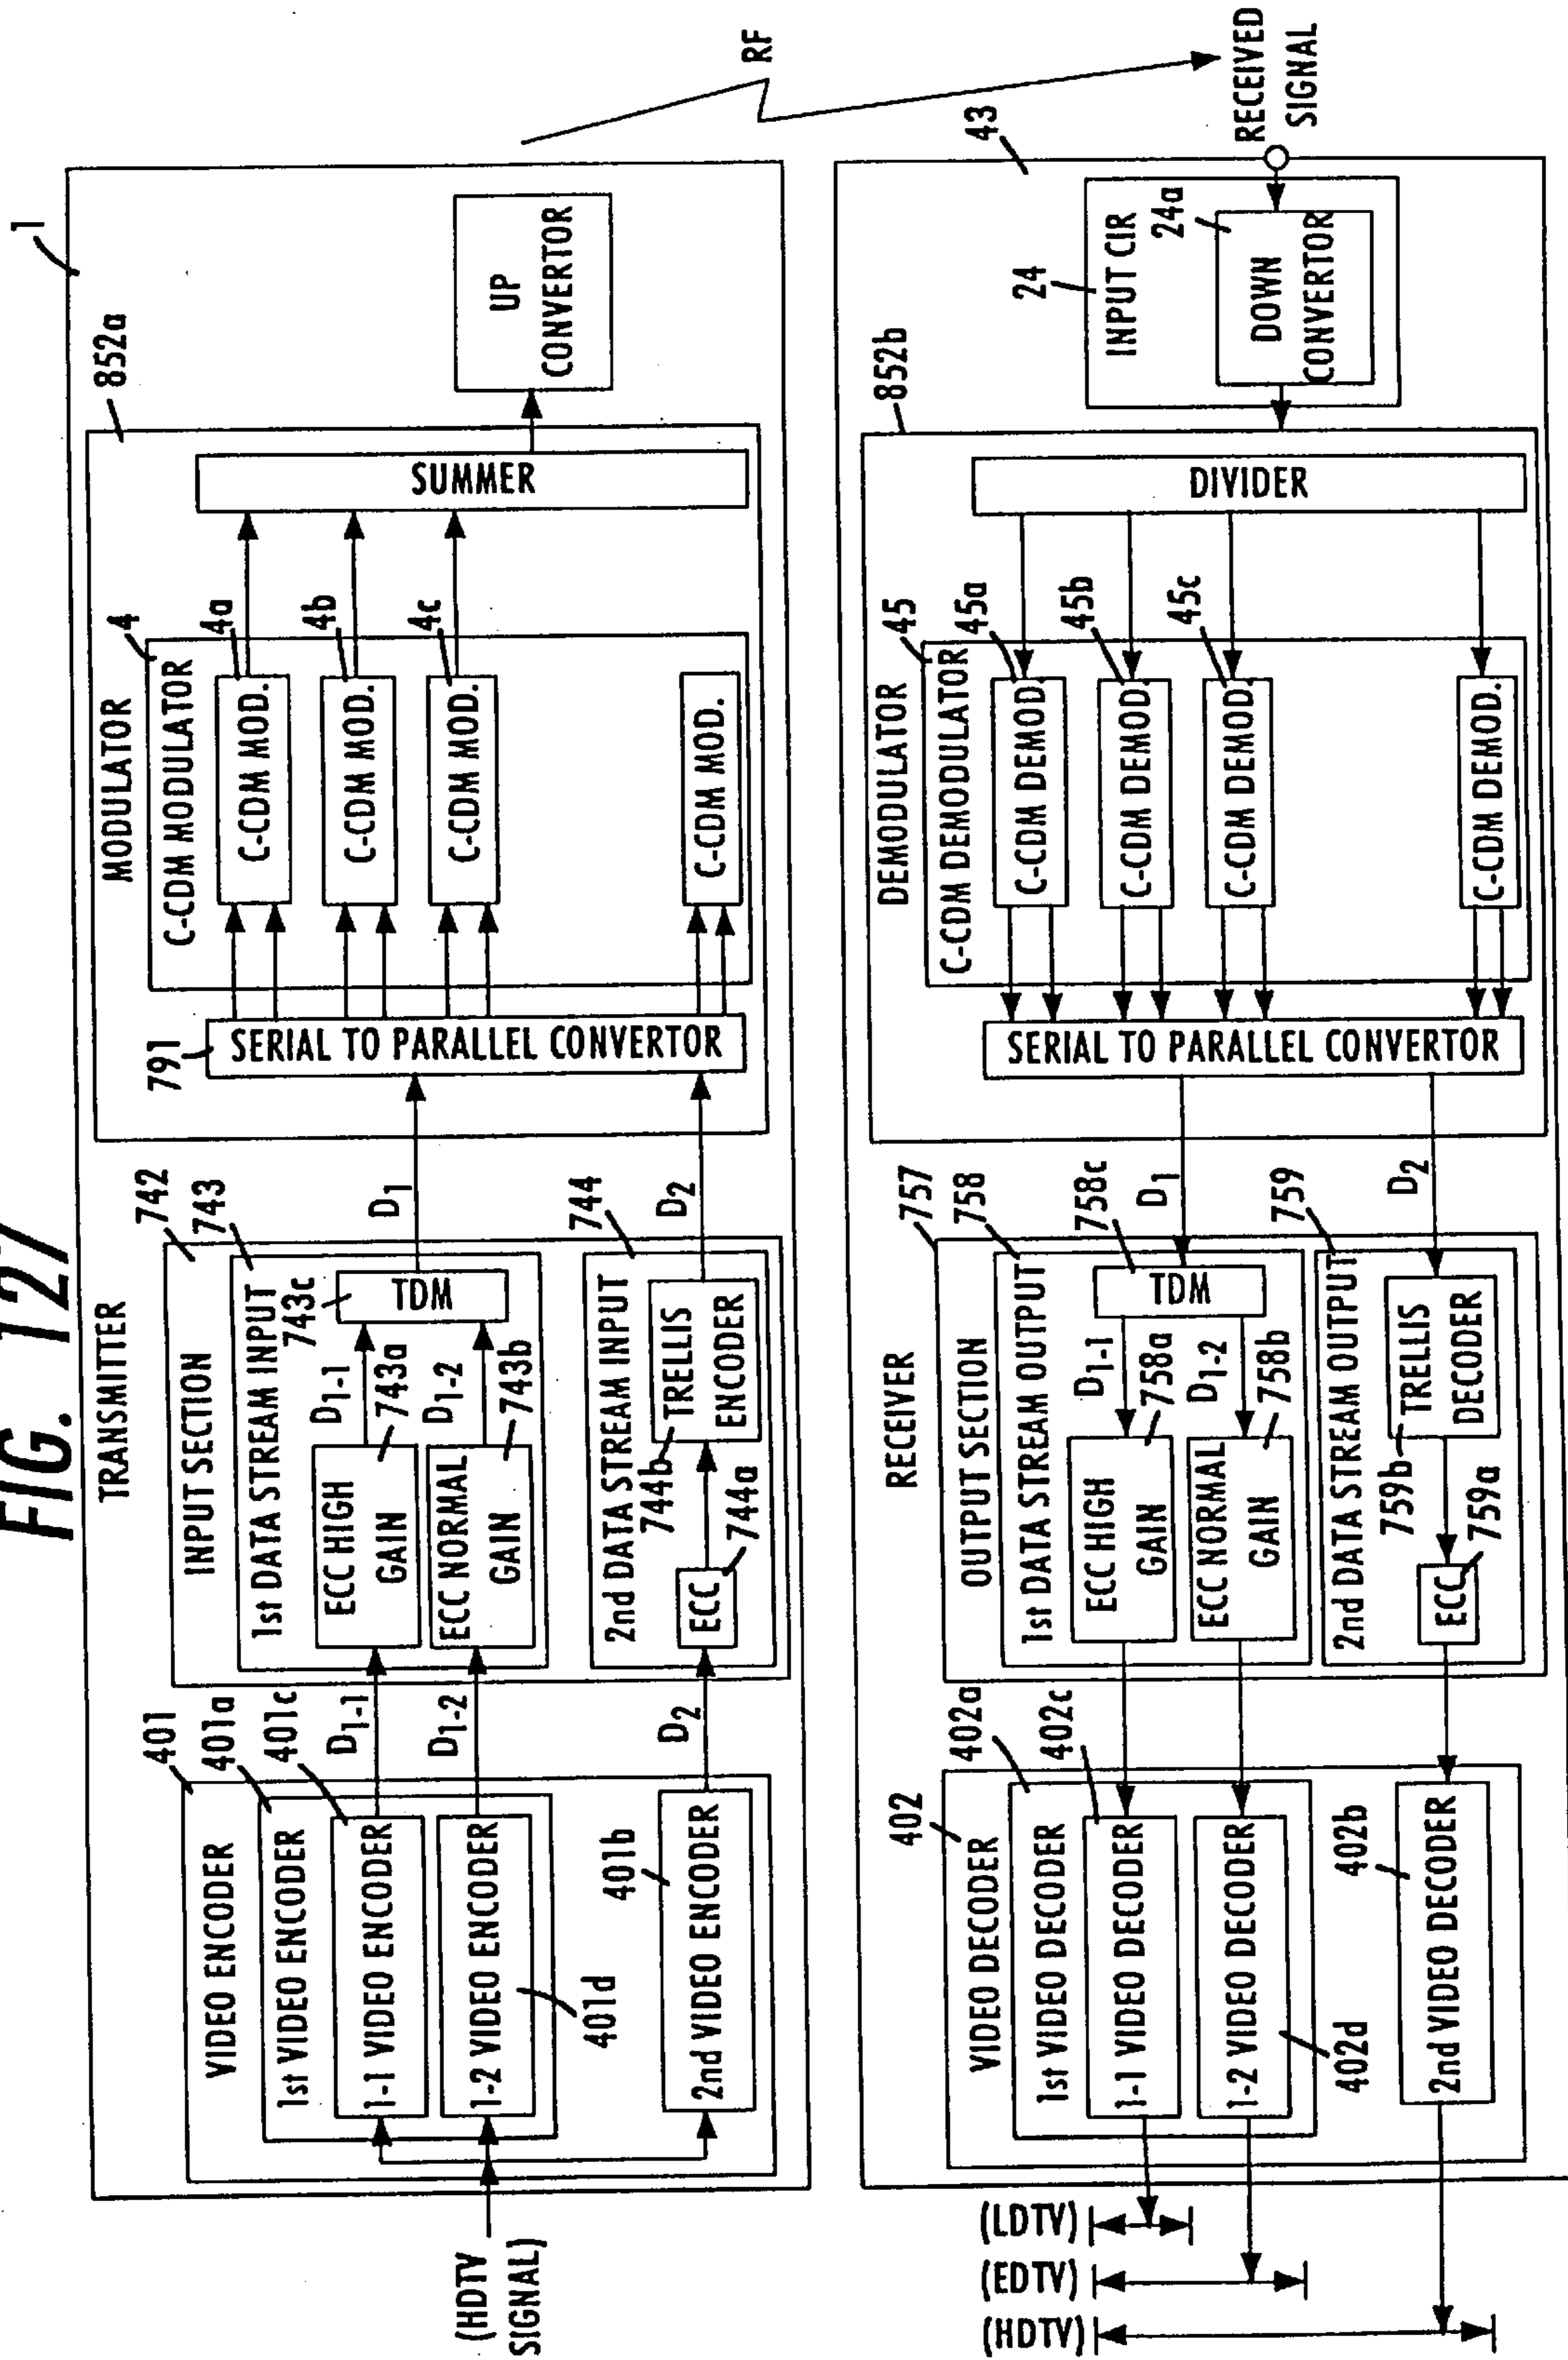 FIG. 127
TRANSMITTER
1
(HDTV
SIGNAL)
VIDEO ENCODER
401
1st VIDEO ENCODER
401a
1-1 VIDEO ENCODER
401c
1-2 VIDEO ENCODER
401d
2nd VIDEO ENCODER
401b
D1-1
D1-2
D2
INPUT SECTION
742
1st DATA STREAM INPUT
743
ECC HIGH
GAIN
743a
D1-1
ECC NORMAL
GAIN
743b
D1-2
743c
TDM
2nd DATA STREAM INPUT
744
ECC
744a
744b
TRELLIS
ENCODER
D1
D2
MODULATOR
852a
791
SERIAL TO PARALLEL CONVERTOR
C-CDM MODULATOR
4
C-CDM MOD.
4a
C-CDM MOD.
4b
C-CDM MOD.
4c
C-CDM MOD.
SUMMER
UP
CONVERTOR
RF
RECEIVER
43
RECEIVED
SIGNAL
INPUT CIR
24
24a
DOWN
CONVERTOR
DEMODULATOR
852b
DIVIDER
C-CDM DEMODULATOR
45
C-CDM DEMOD.
45a
C-CDM DEMOD.
45b
C-CDM DEMOD.
45c
C-CDM DEMOD.
SERIAL TO PARALLEL CONVERTOR
D1
D2
OUTPUT SECTION
757
1st DATA STREAM OUTPUT
758
758c
TDM
D1-1
ECC HIGH
GAIN
758a
D1-2
ECC NORMAL
GAIN
758b
2nd DATA STREAM OUTPUT
759
TRELLIS
DECODER
759b
ECC
759a
VIDEO DECODER
402
1st VIDEO DECODER
402a
1-1 VIDEO DECODER
402c
1-2 VIDEO DECODER
402d
2nd VIDEO DECODER
402b
(LDTV)
(EDTV)
(HDTV)